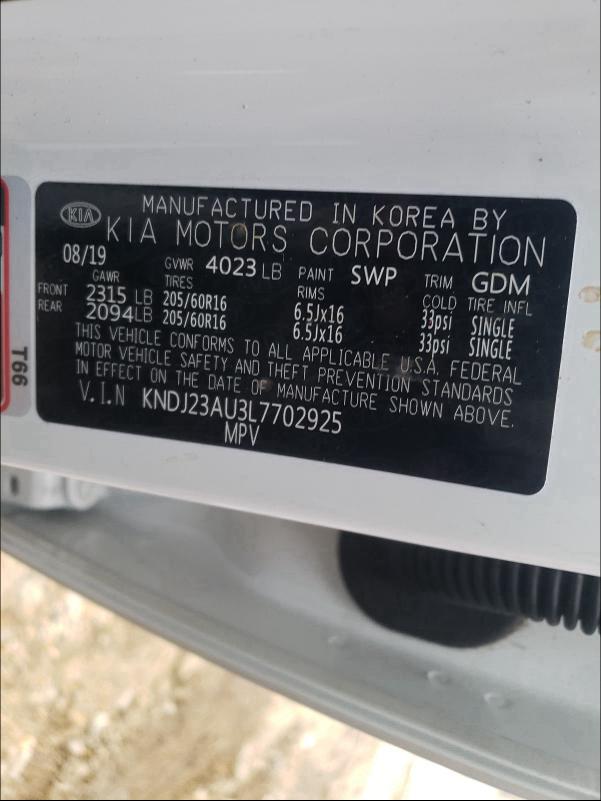 KIA MANUFACTURED IN KOREA BY
KIA MOTORS CORPORATION
08/19 GVWR 4023 LB PAINT SWP TRIM GDM
GAWR TIRES RIMS COLD TIRE INFL
FRONT 2315 LB 205/60R16 6.5Jx16 33psi SINGLE
REAR 2094 LB 205/60R16 6.5Jx16 33psi SINGLE
THIS VEHICLE CONFORMS TO ALL APPLICABLE U.S.A. FEDERAL
MOTOR VEHICLE SAFETY AND THEFT PREVENTION STANDARDS
IN EFFECT ON THE DATE OF MANUFACTURE SHOWN ABOVE.
V.I.N KNDJ23AU3L7702925
MPV
T66